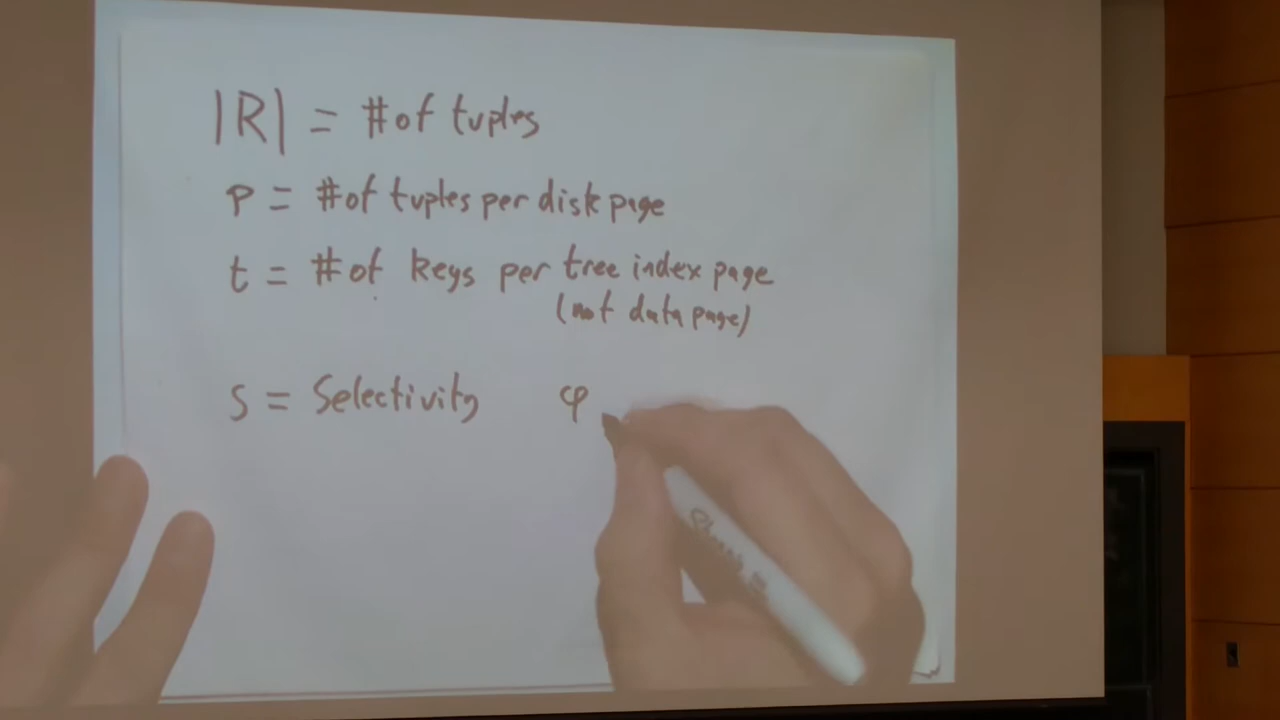 |R| = # of tuples
P = # of tuples per disk page
t = # of keys per tree index page
(not data page)
s = Selectivity φ